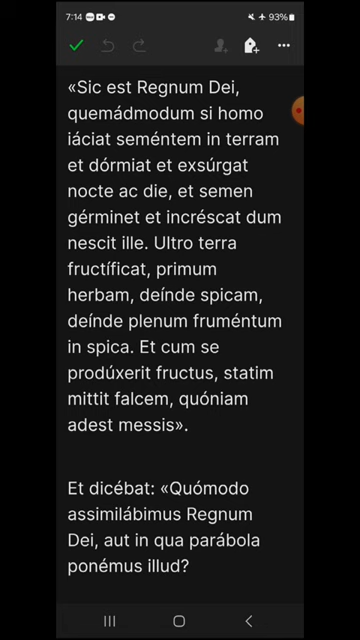 7:14
93%
«Sic est Regnum Dei,
quemádmodum si homo
iáciat seméntem in terram
et dórmiat et exsúrgat
nocte ac die, et semen
gérminet et incréscat dum
nescit ille. Ultro terra
fructíficat, primum
herbam, deínde spicam,
deínde plenum fruméntum
in spica. Et cum se
prodúxerit fructus, statim
mittit falcem, quóniam
adest messis».
Et dicébat: «Quómodo
assimilábimus Regnum
Dei, aut in qua parábola
ponémus illud?